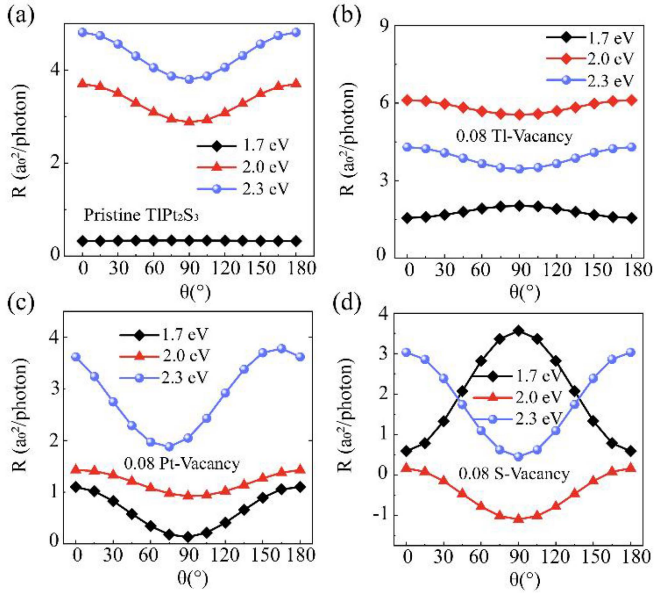 (a)
R (a₀²/photon)
4
2
0
1.7 eV
2.0 eV
2.3 eV
Pristine TlPt₂S₃
0 30 60 90 120 150 180
θ(°)
(b)
R (a₀²/photon)
9
6
3
0
1.7 eV
2.0 eV
2.3 eV
0.08 Tl-Vacancy
0 30 60 90 120 150 180
θ(°)
(c)
R (a₀²/photon)
4
3
2
1
0
1.7 eV
2.0 eV
2.3 eV
0.08 Pt-Vacancy
0 30 60 90 120 150 180
θ(°)
(d)
R (a₀²/photon)
4
3
2
1
0
-1
1.7 eV
2.0 eV
2.3 eV
0.08 S-Vacancy
0 30 60 90 120 150 180
θ(°)